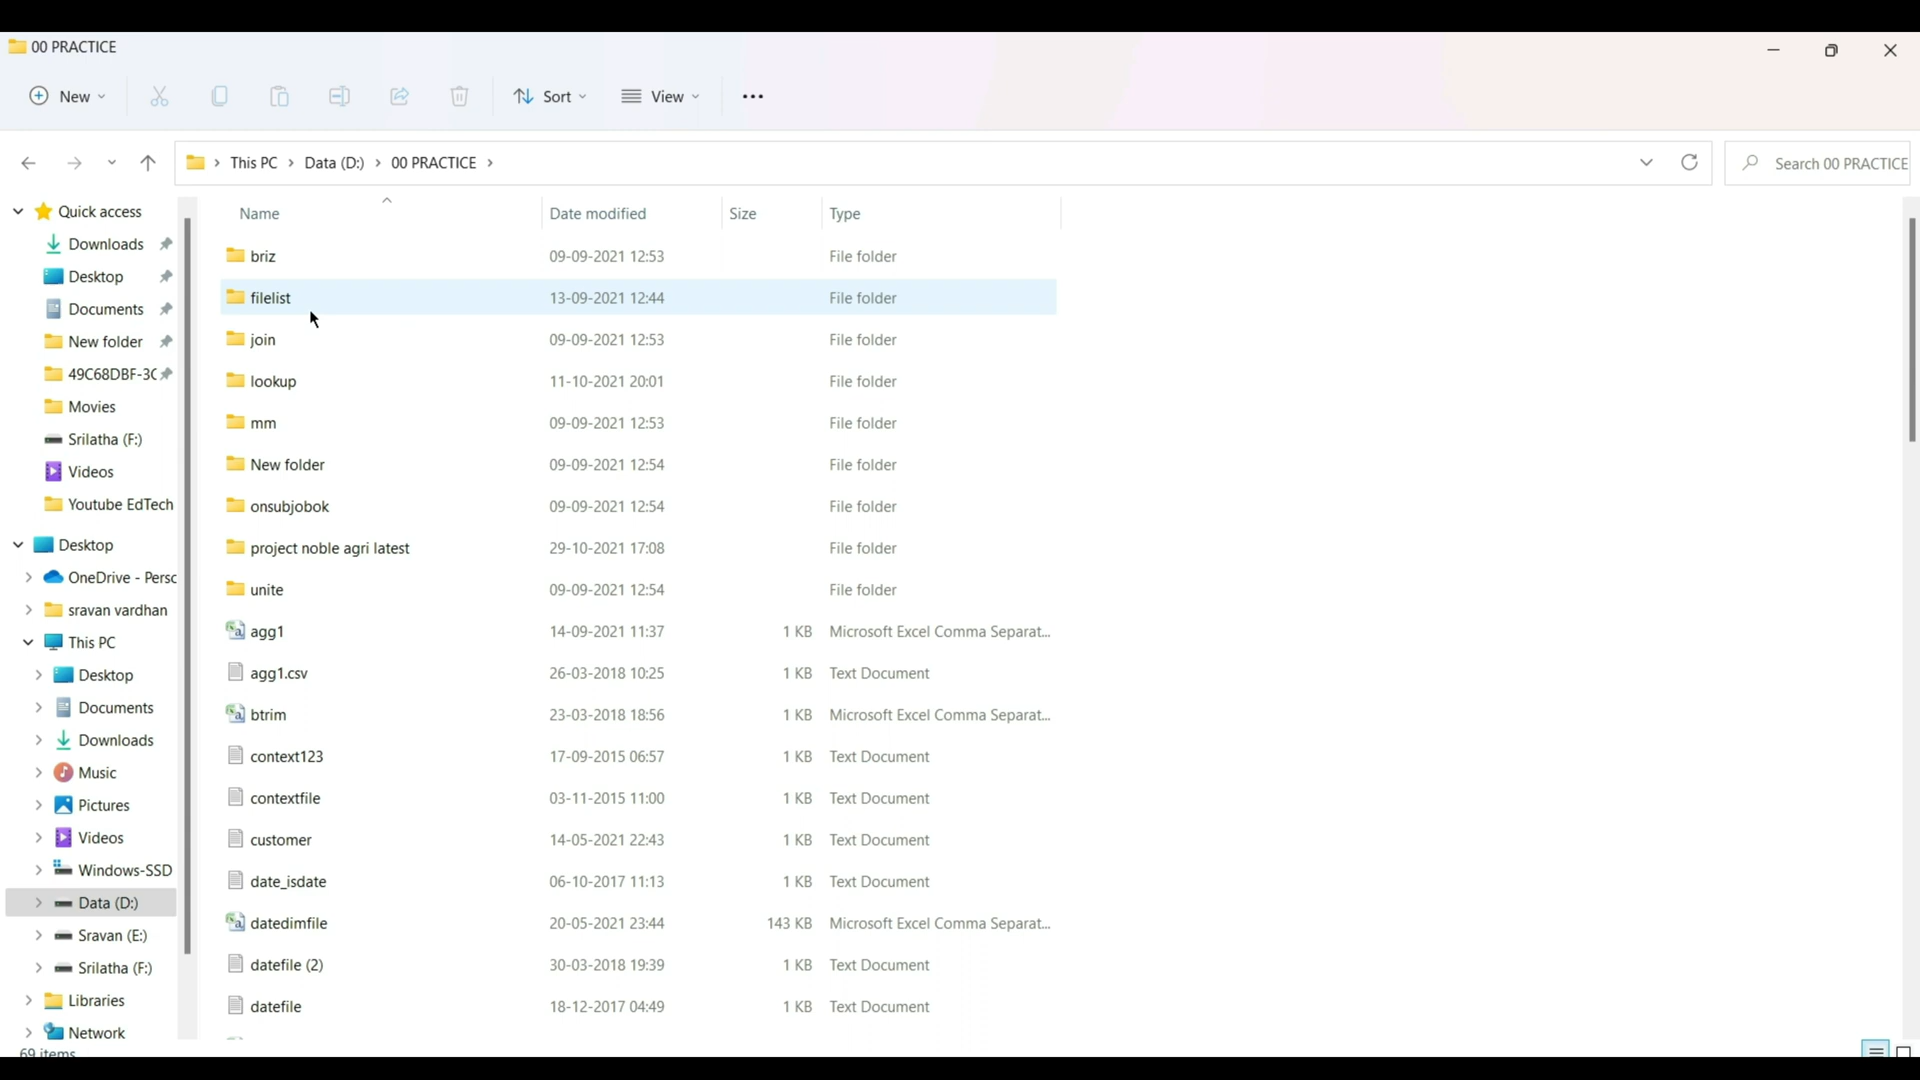 00 PRACTICE
New
Sort
View
This PC
Data (D:)
00 PRACTICE
Search 00 PRACTICE
Quick access
Downloads
Desktop
Documents
New folder
49C68DBF-3C
Movies
Srilatha (F:)
Videos
Youtube EdTech
Desktop
OneDrive - Persc
sravan vardhan
This PC
Desktop
Documents
Downloads
Music
Pictures
Videos
Windows-SSD
Data (D:)
Sravan (E:)
Srilatha (F:)
Libraries
Network
69 items
Name Date modified Size Type
briz 09-09-2021 12:53 File folder
filelist 13-09-2021 12:44 File folder
join 09-09-2021 12:53 File folder
lookup 11-10-2021 20:01 File folder
mm 09-09-2021 12:53 File folder
New folder 09-09-2021 12:54 File folder
onsubjobok 09-09-2021 12:54 File folder
project noble agri latest 29-10-2021 17:08 File folder
unite 09-09-2021 12:54 File folder
agg1 14-09-2021 11:37 1 KB Microsoft Excel Comma Separat...
agg1.csv 26-03-2018 10:25 1 KB Text Document
btrim 23-03-2018 18:56 1 KB Microsoft Excel Comma Separat...
context123 17-09-2015 06:57 1 KB Text Document
contextfile 03-11-2015 11:00 1 KB Text Document
customer 14-05-2021 22:43 1 KB Text Document
date_isdate 06-10-2017 11:13 1 KB Text Document
datedimfile 20-05-2021 23:44 143 KB Microsoft Excel Comma Separat...
datefile (2) 30-03-2018 19:39 1 KB Text Document
datefile 18-12-2017 04:49 1 KB Text Document